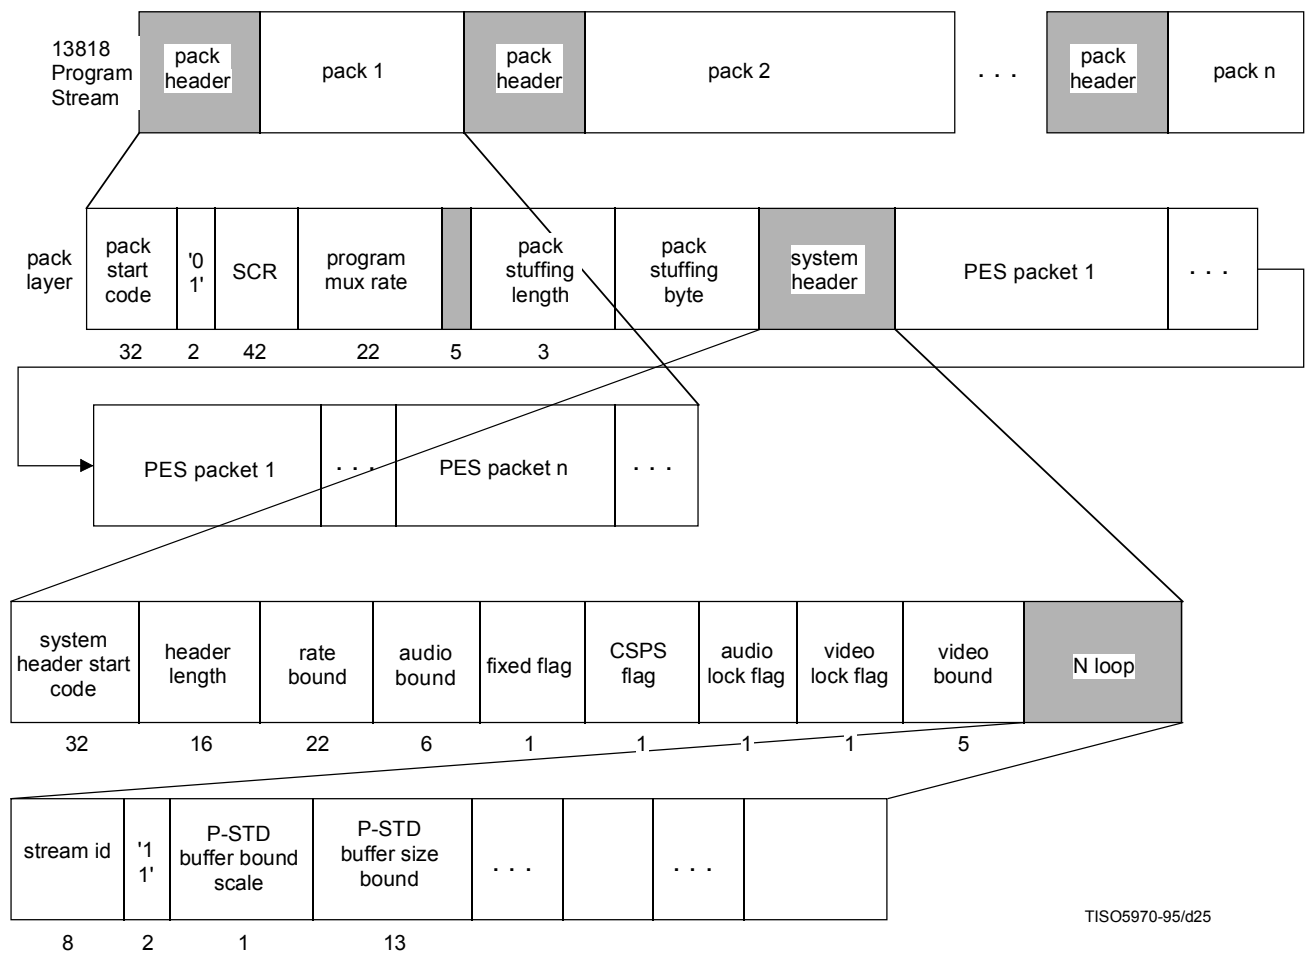 13818
Program
Stream
pack
header
pack 1
pack
header
pack 2
. . .
pack
header
pack n
pack
layer
pack
start
code
'0
1'
SCR
program
mux rate
pack
stuffing
length
pack
stuffing
byte
system
header
PES packet 1
. . .
32
2
42
22
5
3
PES packet 1
. . .
PES packet n
. . .
system
header start
code
header
length
rate
bound
audio
bound
fixed flag
CSPS
flag
audio
lock flag
video
lock flag
video
bound
N loop
32
16
22
6
1
1
1
1
5
stream id
'1
1'
P-STD
buffer bound
scale
P-STD
buffer size
bound
. . .
. . .
8
2
1
13
TISO5970-95/d25